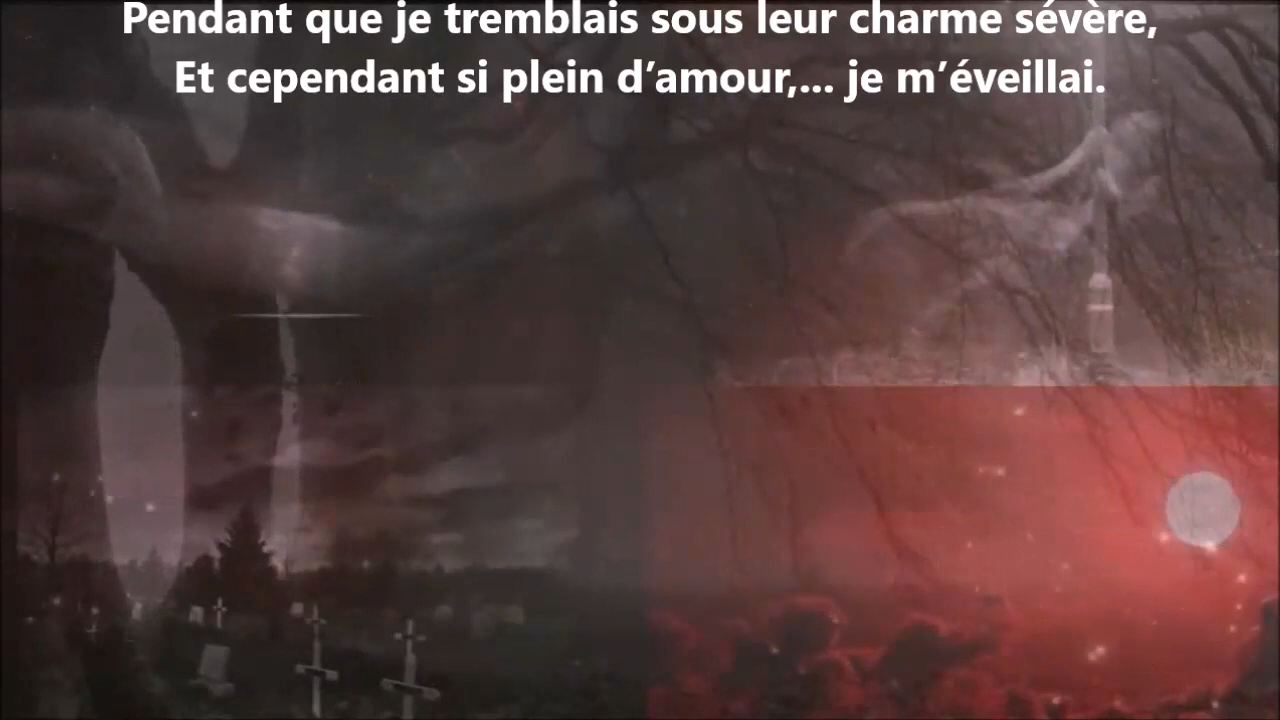 Pendant que je tremblais sous leur charme sévère,
Et cependant si plein d’amour,... je m’éveillai.